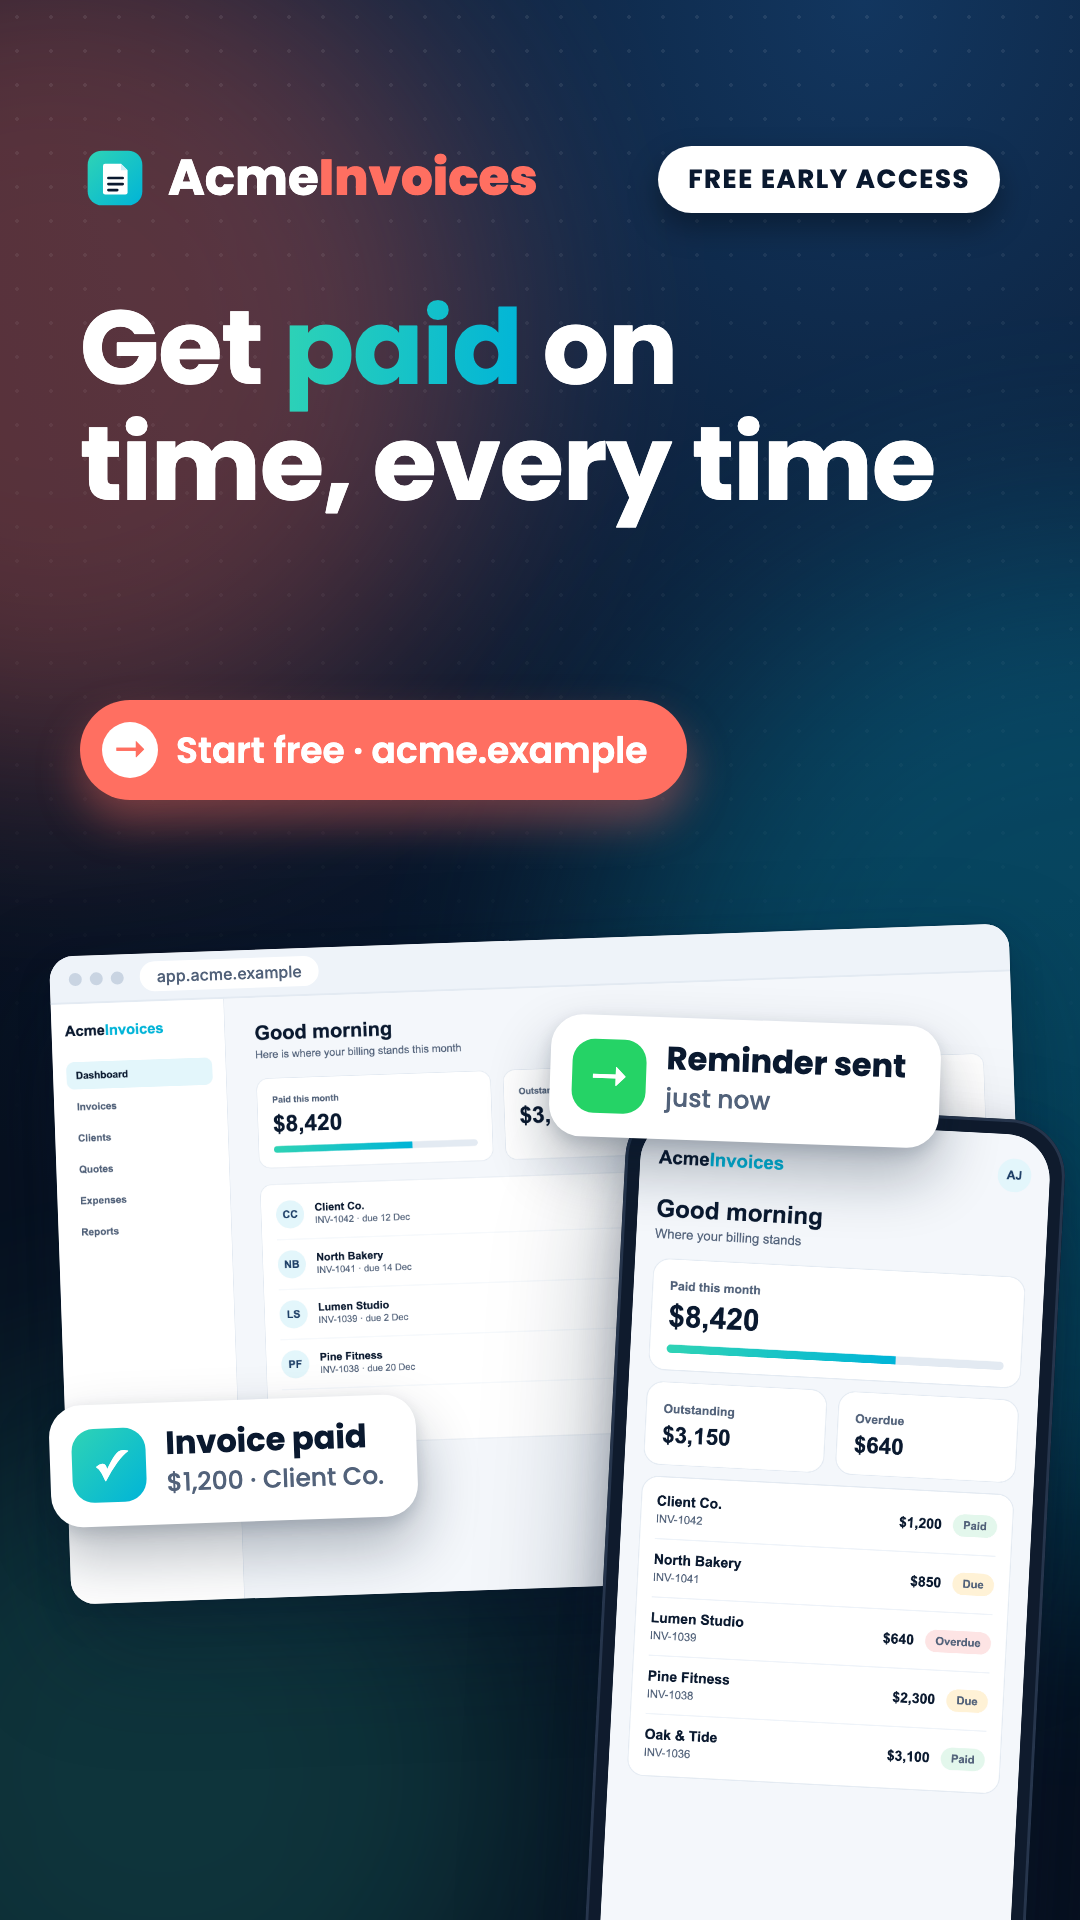 AcmeInvoices
FREE EARLY ACCESS
Get paid on
time, every time
Start free · acme.example
app.acme.example
AcmeInvoices
Dashboard
Invoices
Clients
Quotes
Expenses
Reports
Good morning
Here is where your billing stands this month
Paid this month
$8,420
$3,
CC
Client Co.
INV-1042 · due 12 Dec
NB
North Bakery
INV-1041 · due 14 Dec
LS
Lumen Studio
INV-1039 · due 2 Dec
PF
Pine Fitness
INV-1038 · due 20 Dec
Reminder sent
just now
Invoice paid
$1,200 · Client Co.
AcmeInvoices
AJ
Good morning
Where your billing stands
Paid this month
$8,420
Outstanding
$3,150
Overdue
$640
Client Co.
INV-1042
$1,200 Paid
North Bakery
INV-1041
$850 Due
Lumen Studio
INV-1039
$640 Overdue
Pine Fitness
INV-1038
$2,300 Due
Oak & Tide
INV-1036
$3,100 Paid